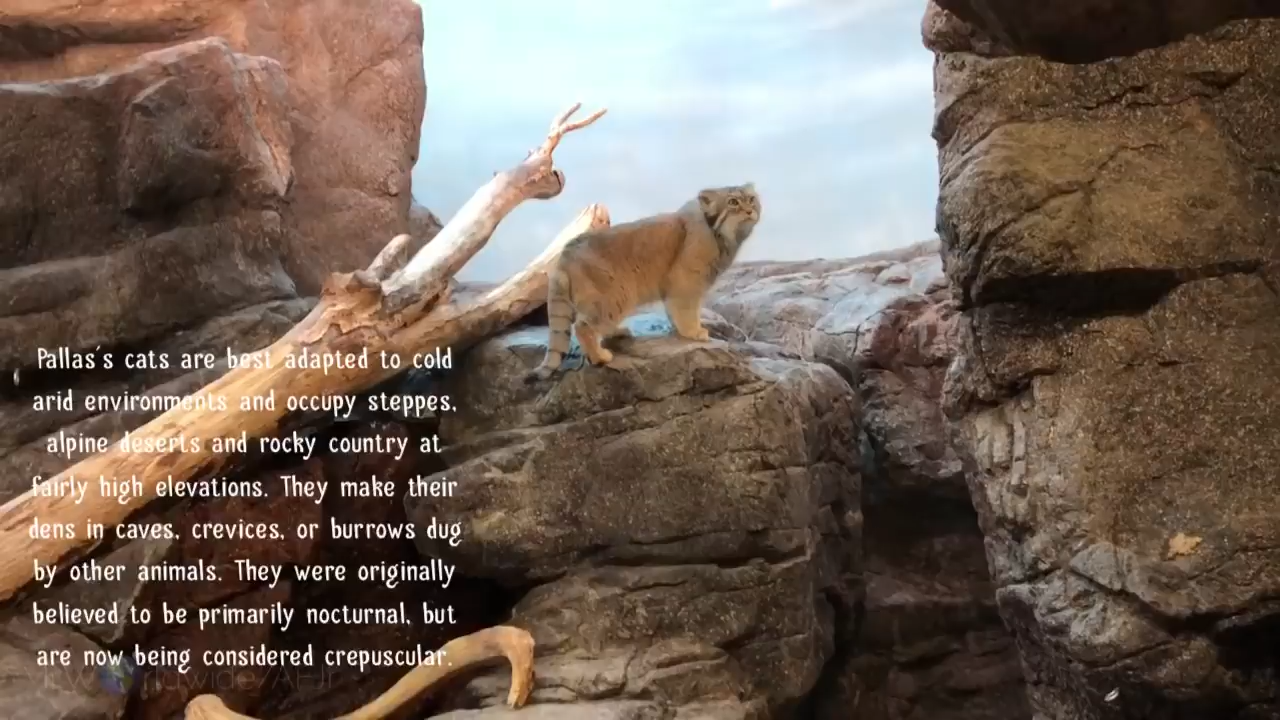 Pallas's cats are best adapted to cold
arid environments and occupy steppes,
alpine deserts and rocky country at
fairly high elevations. They make their
dens in caves, crevices, or burrows dug
by other animals. They were originally
believed to be primarily nocturnal, but
are now being considered crepuscular.